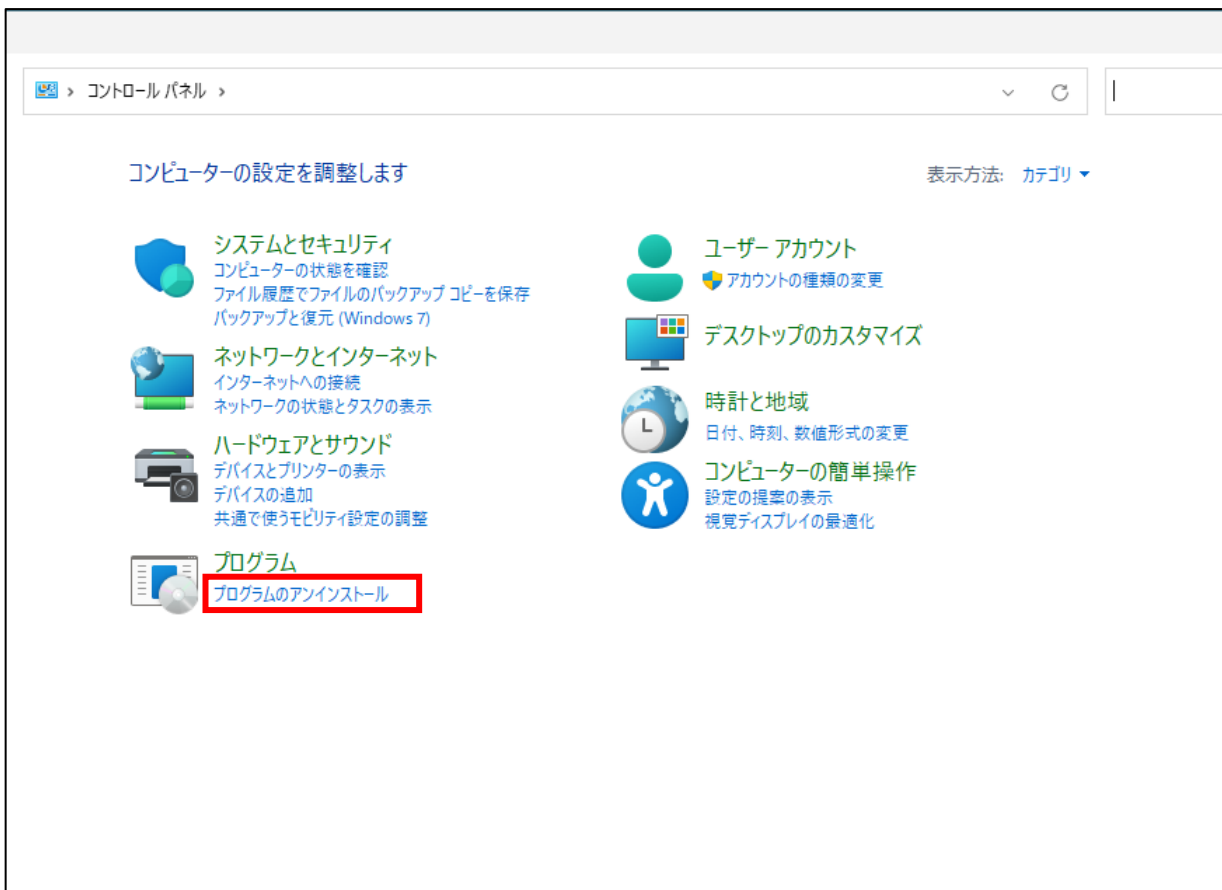 コントロール パネル
コンピューターの設定を調整します
表示方法: カテゴリ
システムとセキュリティ
コンピューターの状態を確認
ファイル履歴でファイルのバックアップ コピーを保存
バックアップと復元 (Windows 7)
ネットワークとインターネット
インターネットへの接続
ネットワークの状態とタスクの表示
ハードウェアとサウンド
デバイスとプリンターの表示
デバイスの追加
共通で使うモビリティ設定の調整
プログラム
プログラムのアンインストール
ユーザー アカウント
アカウントの種類の変更
デスクトップのカスタマイズ
時計と地域
日付、時刻、数値形式の変更
コンピューターの簡単操作
設定の提案の表示
視覚ディスプレイの最適化